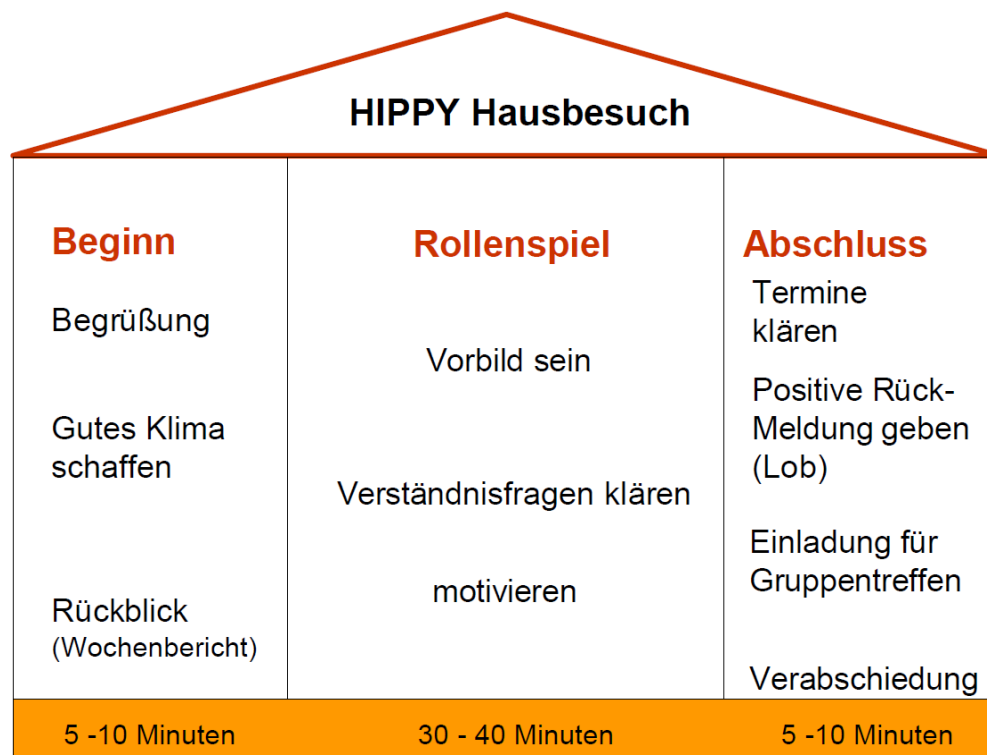 HIPPY Hausbesuch
Beginn
Begrüßung
Gutes Klima
schaffen
Rückblick
(Wochenbericht)
5 -10 Minuten
Rollenspiel
Vorbild sein
Verständnisfragen klären
motivieren
30 - 40 Minuten
Abschluss
Termine
klären
Positive Rück-
Meldung geben
(Lob)
Einladung für
Gruppentreffen
Verabschiedung
5 -10 Minuten